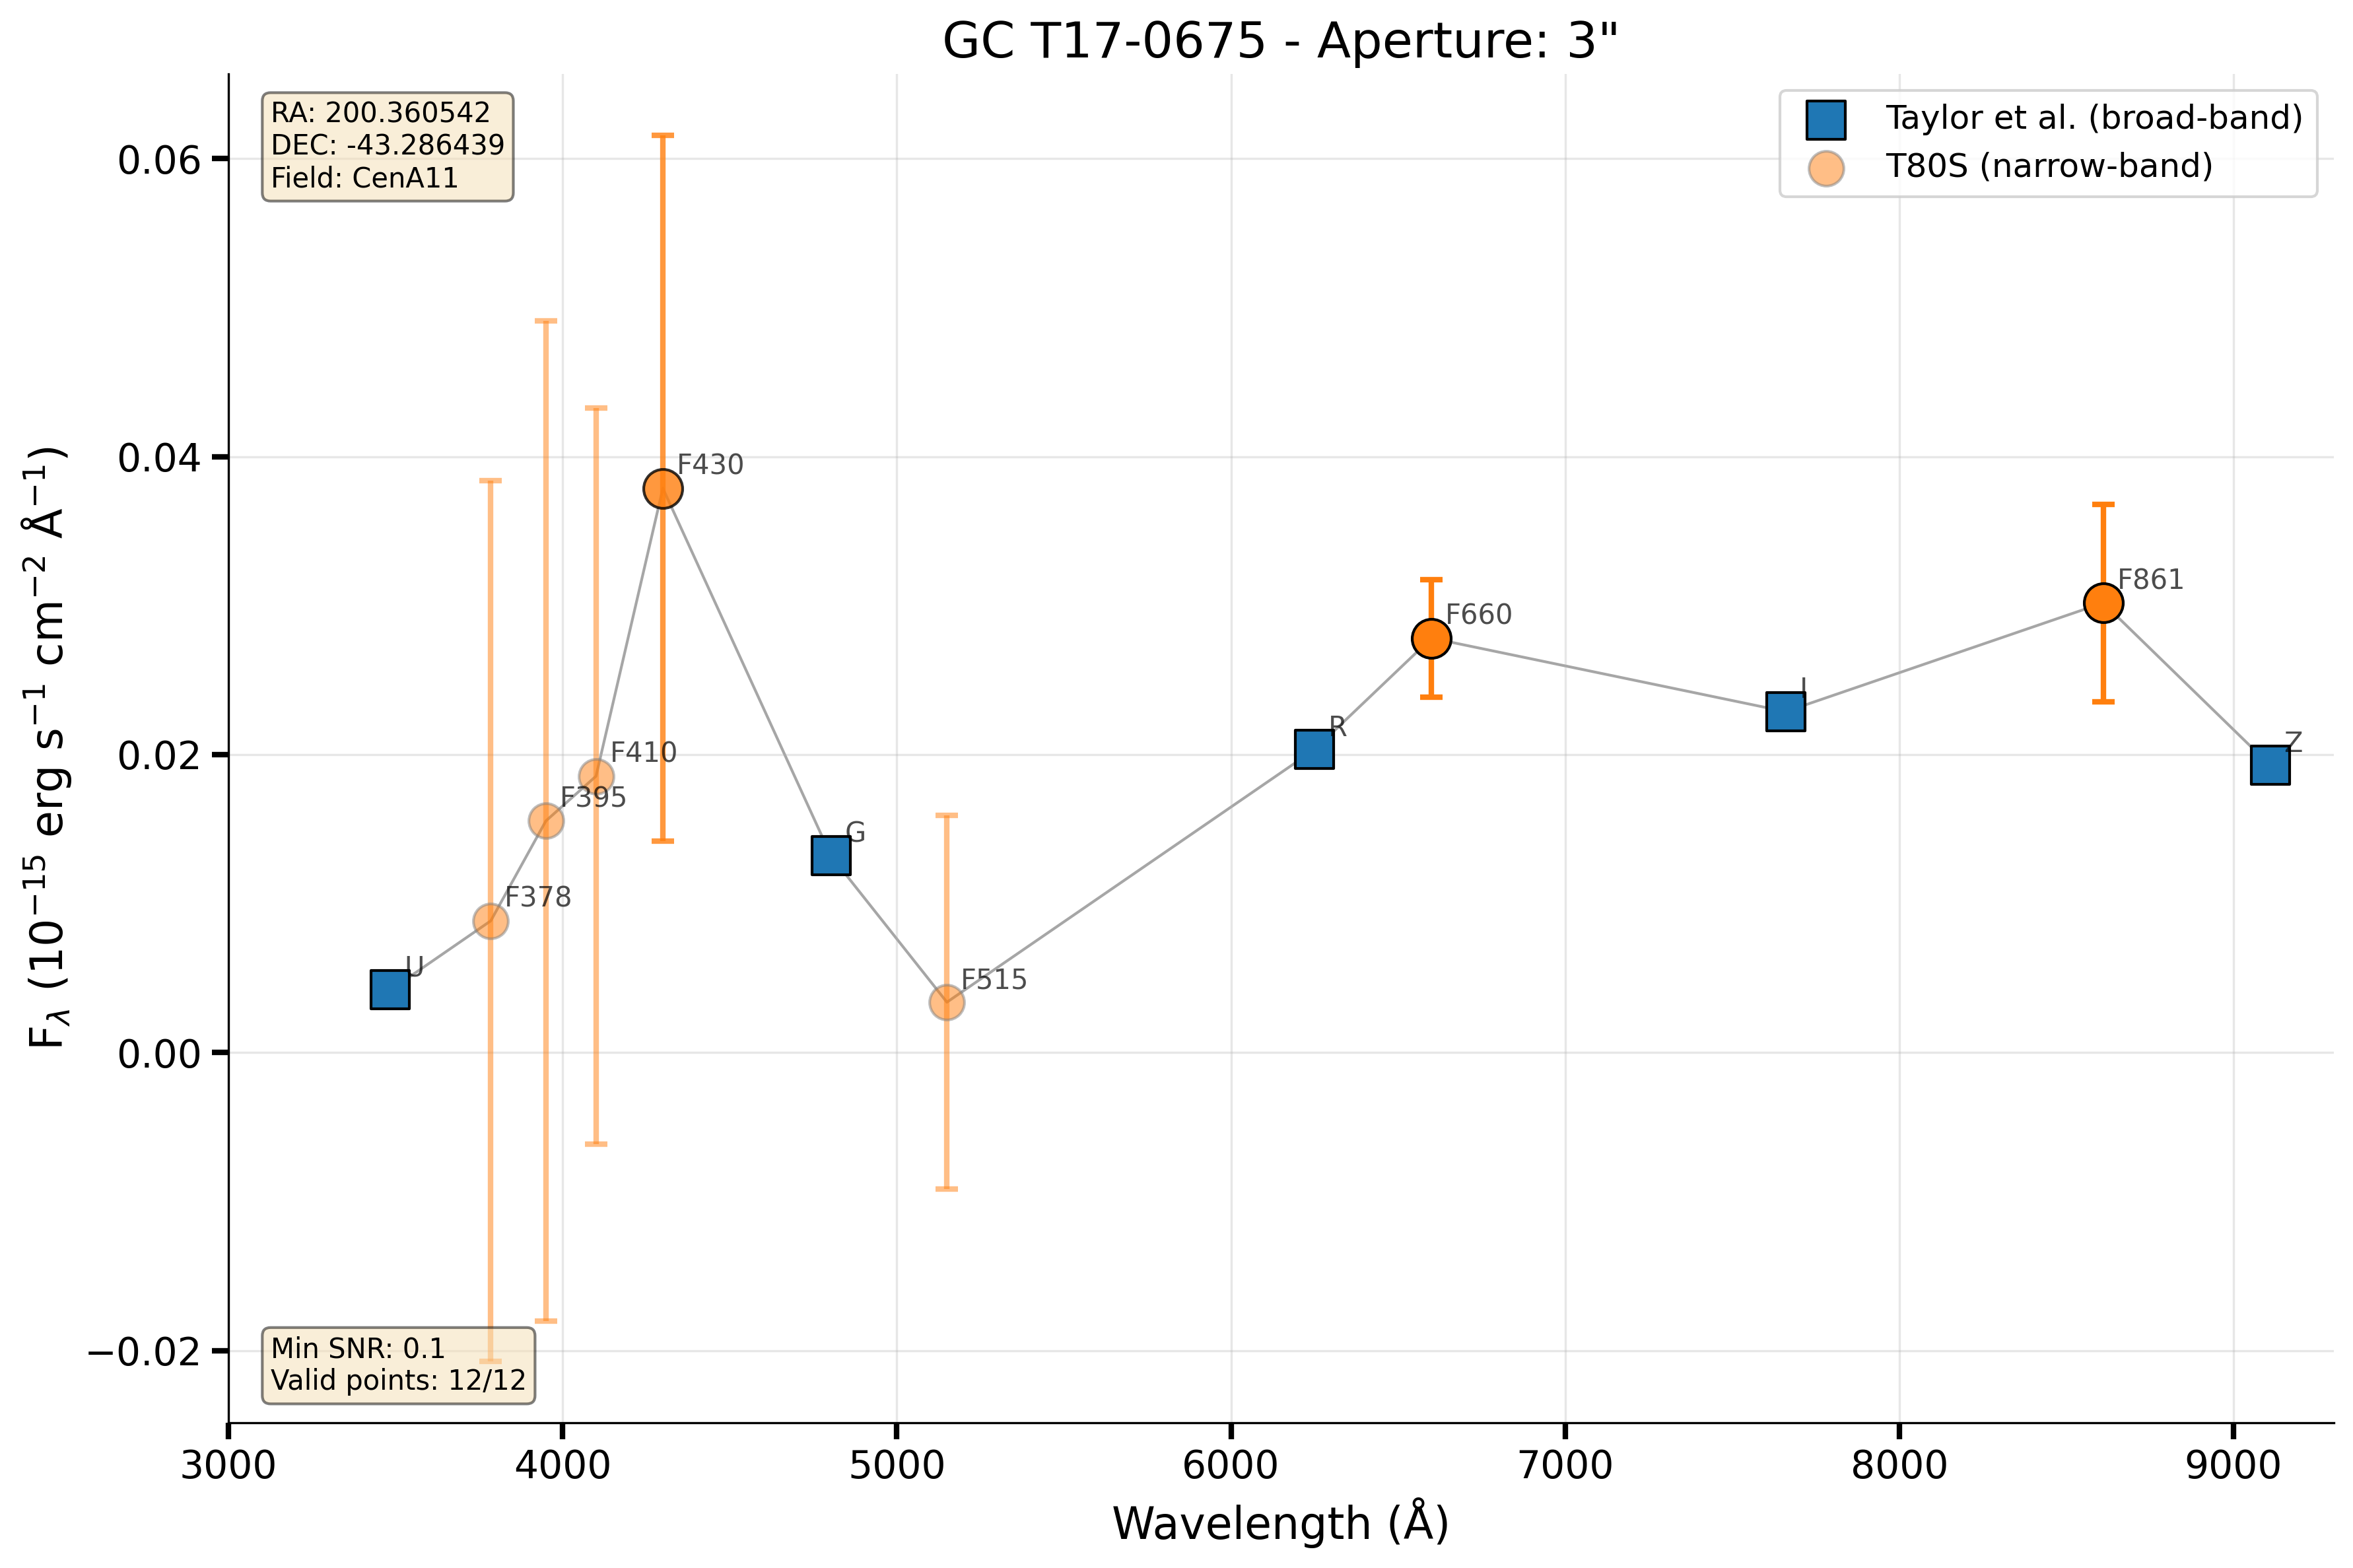 GC T17-0675 - Aperture: 3"
RA: 200.360542
DEC: -43.286439
Field: CenA11
Taylor et al. (broad-band)
T80S (narrow-band)
0.06
0.04
0.02
0.00
−0.02
F_λ (10⁻¹⁵ erg s⁻¹ cm⁻² Å⁻¹)
U
F378
F395
F410
F430
G
F515
R
F660
I
F861
Z
Min SNR: 0.1
Valid points: 12/12
3000 4000 5000 6000 7000 8000 9000
Wavelength (Å)